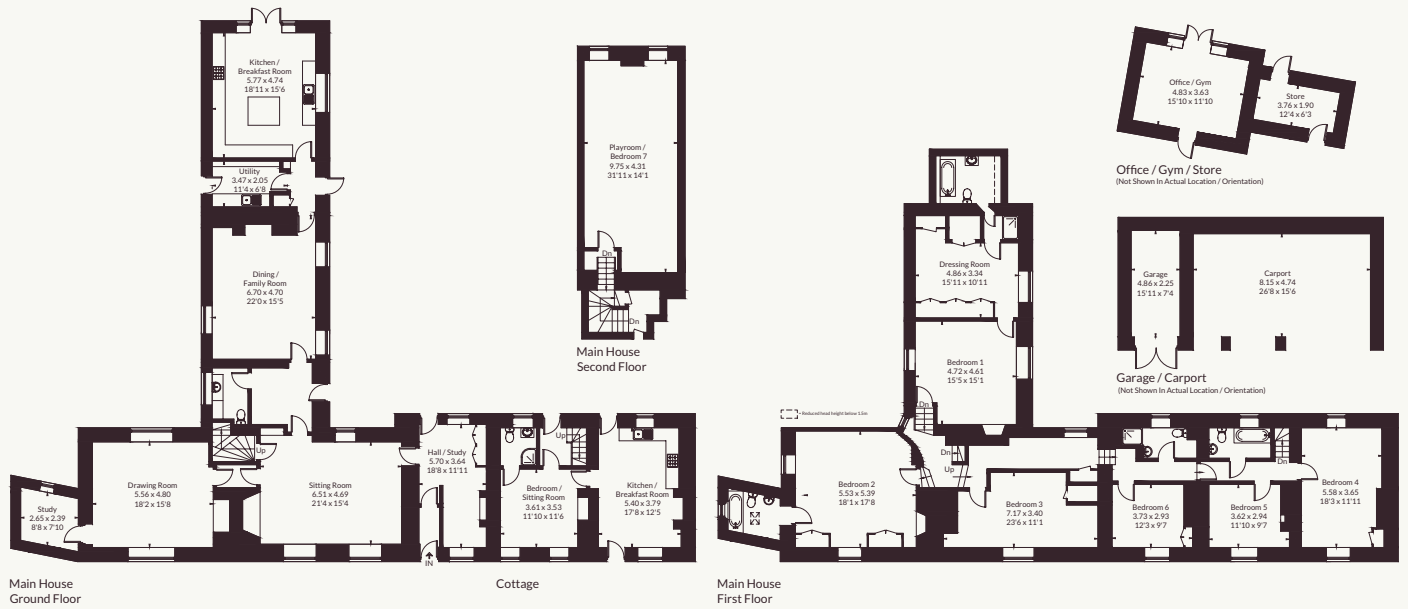 Kitchen /
Breakfast Room
5.77 x 4.74
18'11 x 15'6
Utility
3.47 x 2.05
11'4 x 6'8
Dining /
Family Room
6.70 x 4.70
22'0 x 15'5
Up
Drawing Room
5.56 x 4.80
18'2 x 15'8
Study
2.65 x 2.39
8'8 x 7'10
Sitting Room
6.51 x 4.69
21'4 x 15'4
Hall / Study
5.70 x 3.64
18'8 x 11'11
IN
Up
Bedroom /
Sitting Room
3.61 x 3.53
11'10 x 11'6
Kitchen /
Breakfast Room
5.40 x 3.79
17'8 x 12'5
Main House
Ground Floor
Cottage
Playroom /
Bedroom 7
9.75 x 4.31
31'11 x 14'1
Dn
Dn
Main House
Second Floor
Dressing Room
4.86 x 3.34
15'11 x 10'11
Bedroom 1
4.72 x 4.61
15'5 x 15'1
Dn
= Reduced head height below 1.5m
Dn
Up
Bedroom 2
5.53 x 5.39
18'1 x 17'8
Bedroom 3
7.17 x 3.40
23'6 x 11'1
Bedroom 6
3.73 x 2.93
12'3 x 9'7
Bedroom 5
3.62 x 2.94
11'10 x 9'7
Dn
Bedroom 4
5.58 x 3.65
18'3 x 11'11
Main House
First Floor
Office / Gym
4.83 x 3.63
15'10 x 11'10
Store
3.76 x 1.90
12'4 x 6'3
Office / Gym / Store
(Not Shown In Actual Location / Orientation)
Garage
4.86 x 2.25
15'11 x 7'4
Carport
8.15 x 4.74
26'8 x 15'6
Garage / Carport
(Not Shown In Actual Location / Orientation)